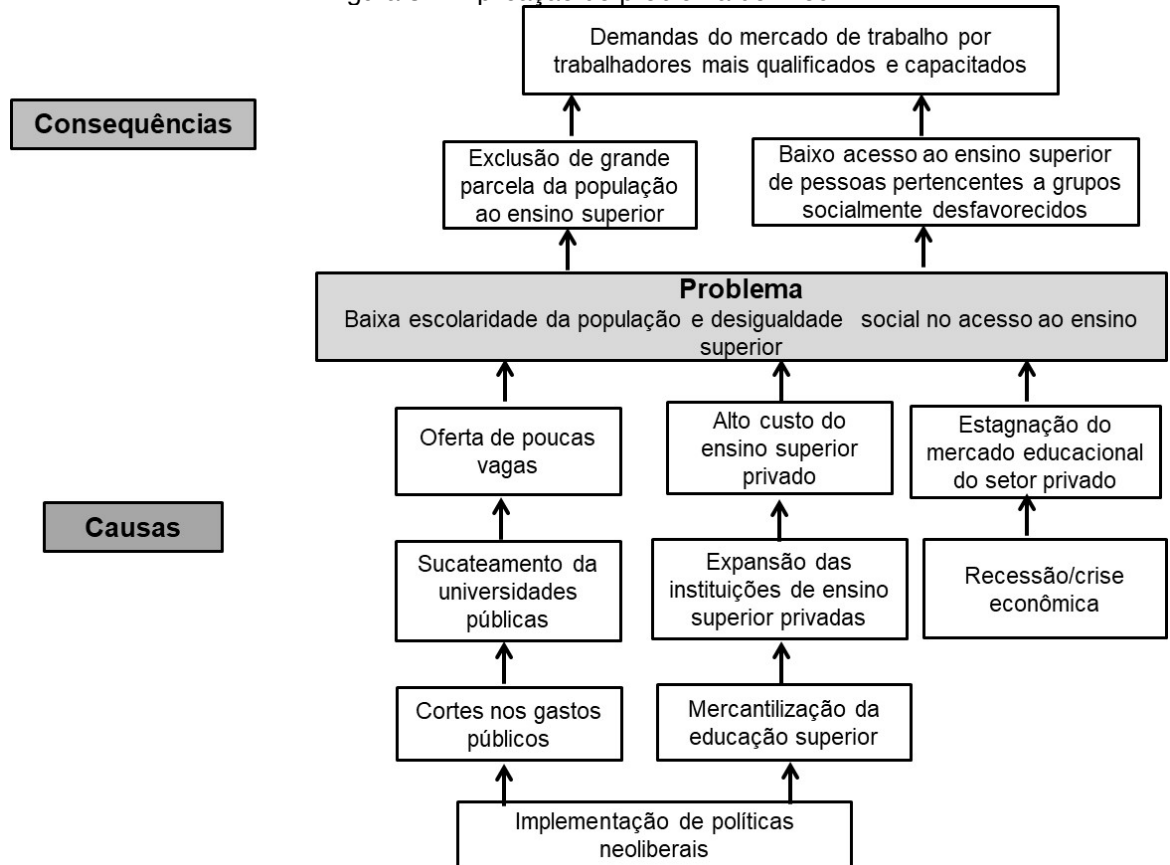 Demandas do mercado de trabalho por
trabalhadores mais qualificados e capacitados
Consequências
Exclusão de grande
parcela da população
ao ensino superior
Baixo acesso ao ensino superior
de pessoas pertencentes a grupos
socialmente desfavorecidos
Problema
Baixa escolaridade da população e desigualdade social no acesso ao ensino
superior
Oferta de poucas
vagas
Alto custo do
ensino superior
privado
Estagnação do
mercado educacional
do setor privado
Causas
Sucateamento da
universidades
públicas
Expansão das
instituições de ensino
superior privadas
Recessão/crise
econômica
Cortes nos gastos
públicos
Mercantilização da
educação superior
Implementação de políticas
neoliberais